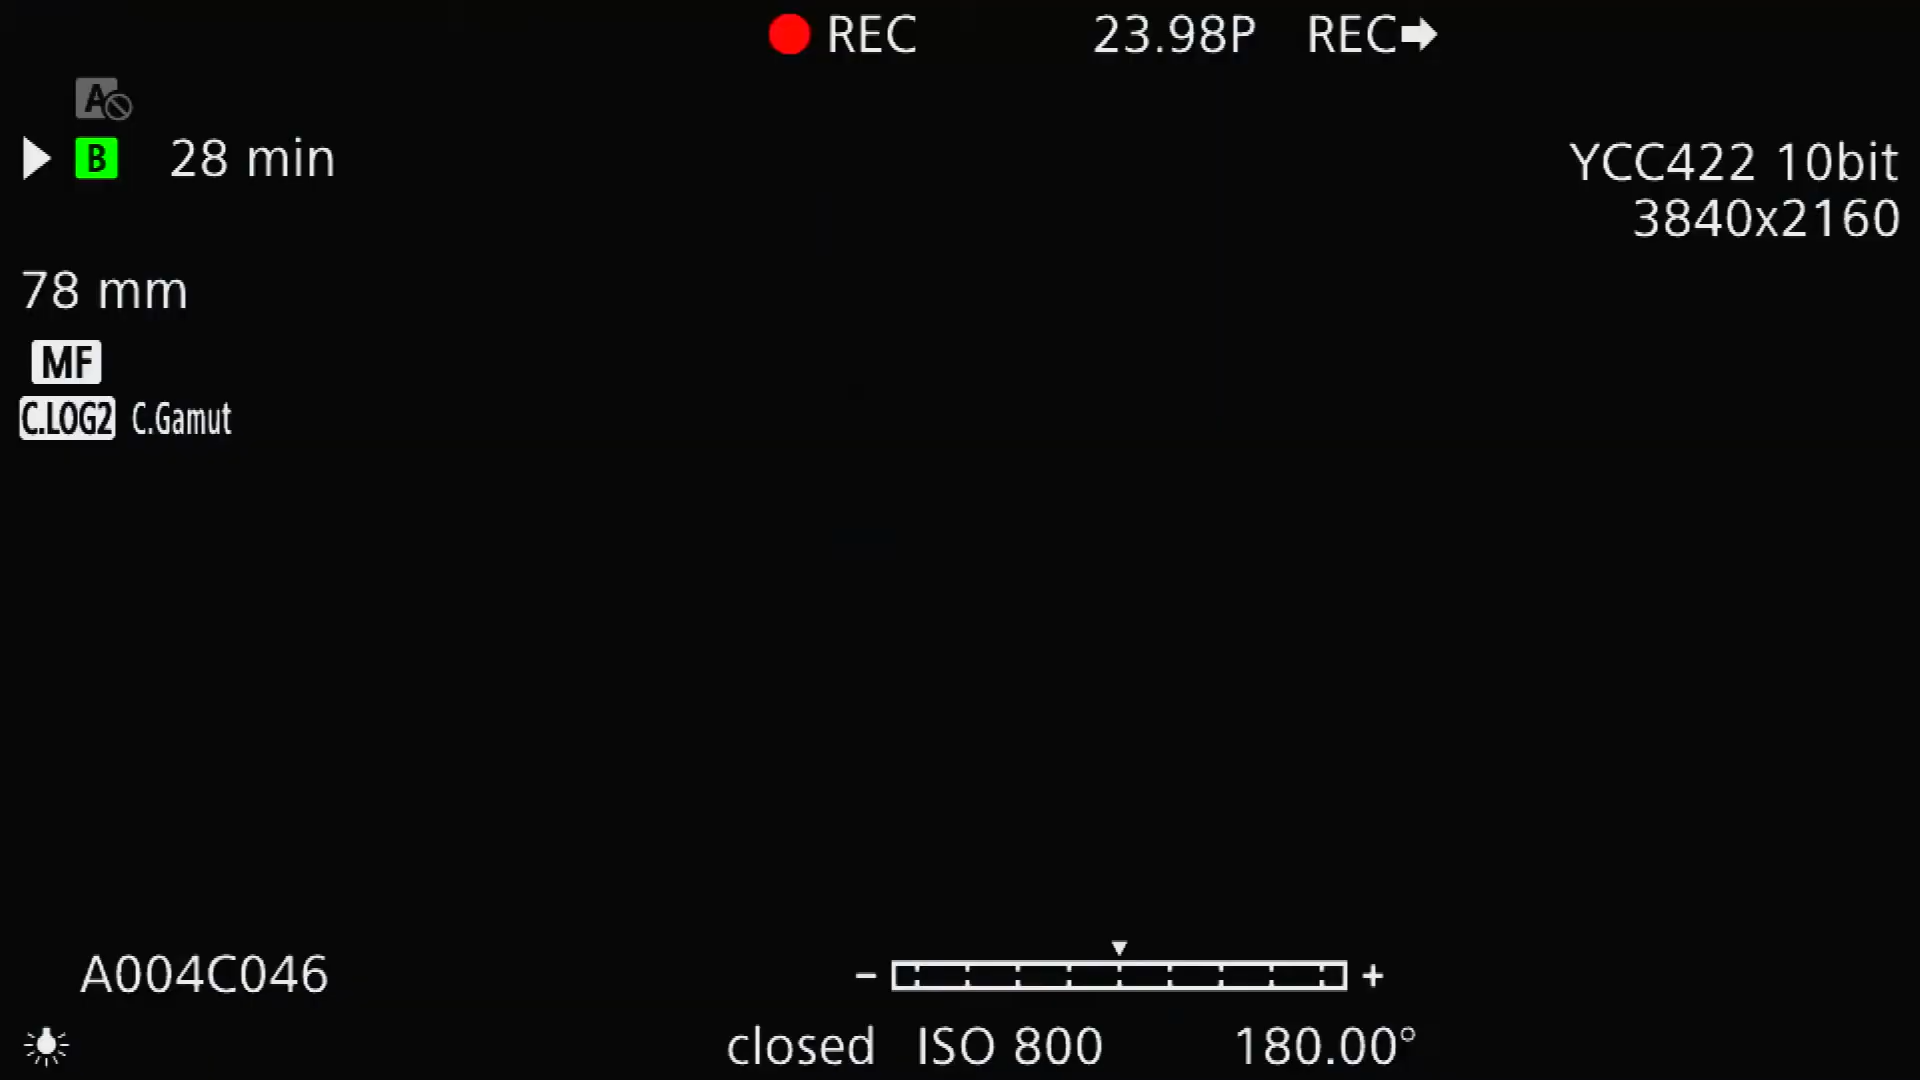 REC 23.98P REC
A
B 28 min
YCC422 10bit
3840x2160
78 mm
MF
C.LOG2 C.Gamut
A004C046
- +
closed ISO 800 180.00°